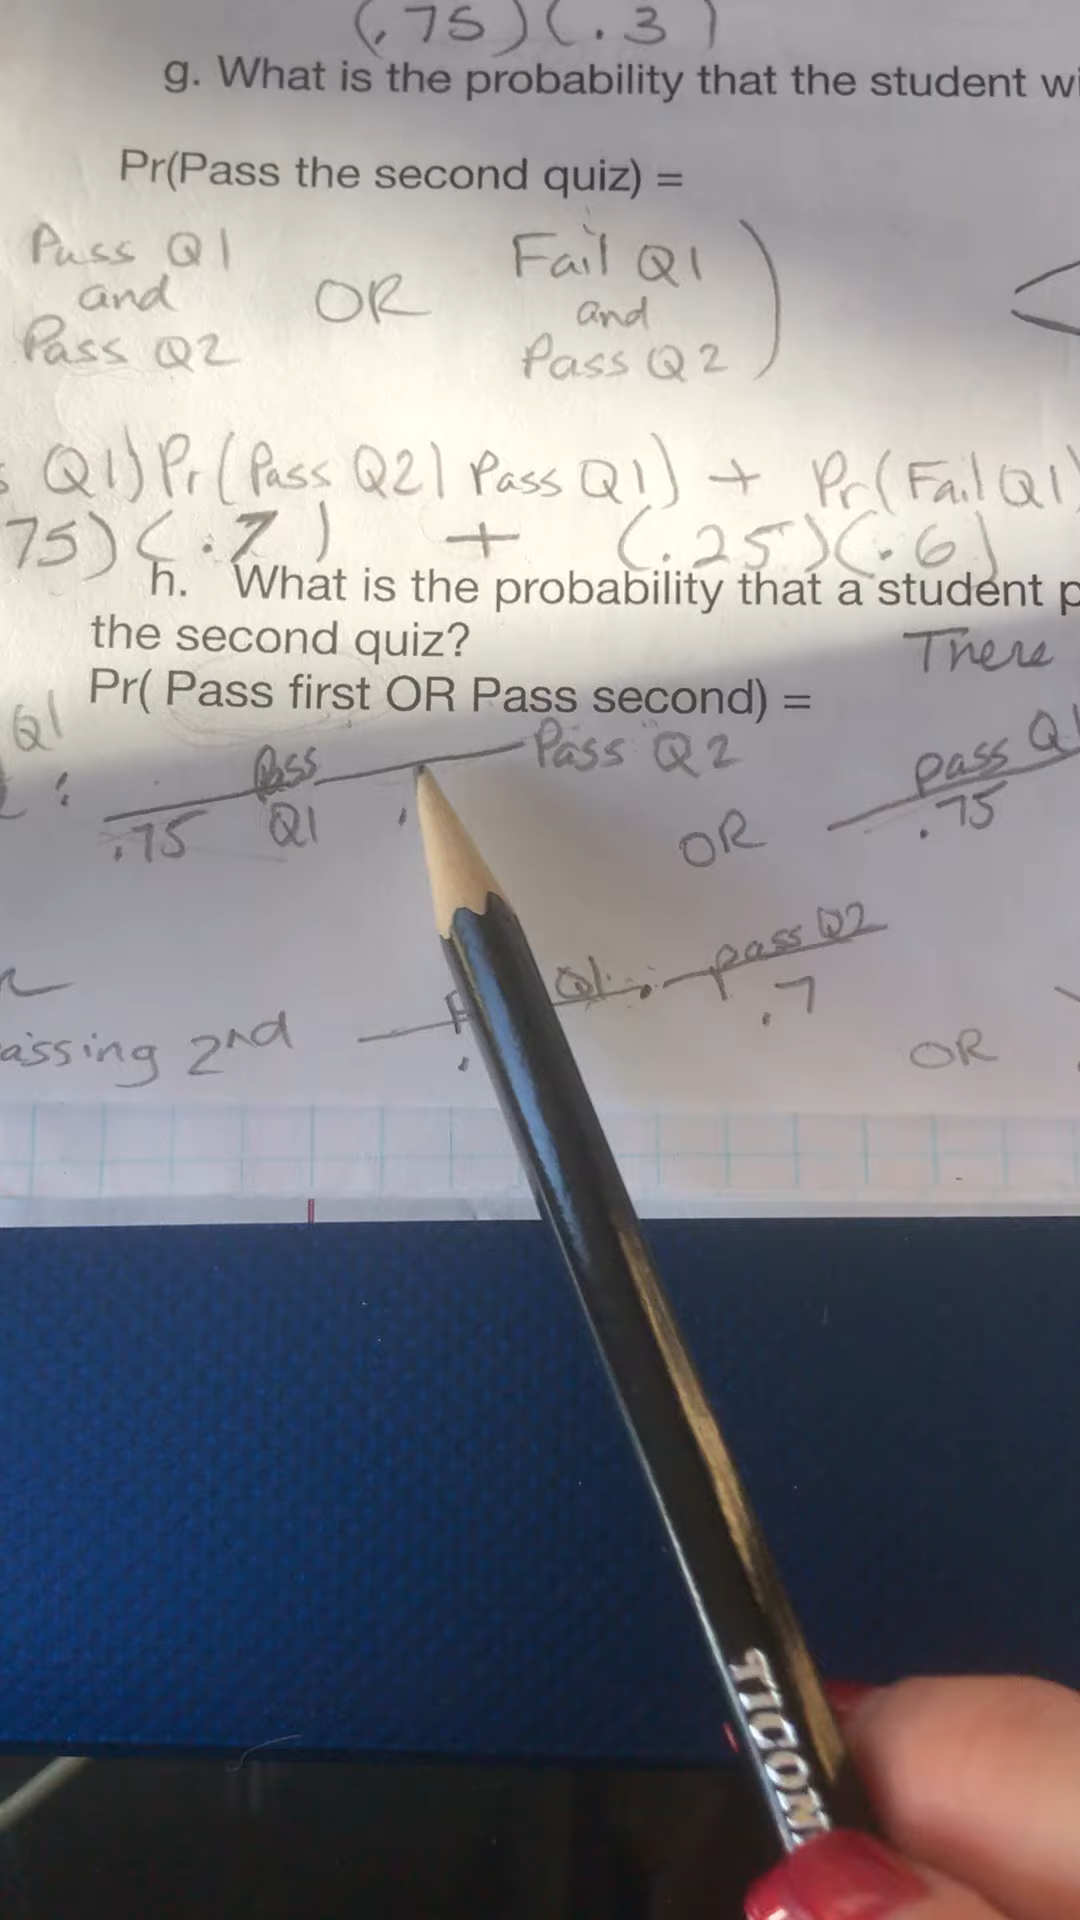 (.75)(.3)
g. What is the probability that the student wi
Pr(Pass the second quiz) =
Pass Q1 and Pass Q2 OR Fail Q1 and Pass Q2)
Q1)Pr(Pass Q2| Pass Q1) + Pr(Fail Q1)
75)(.7) + (.25)(.6)
h. What is the probability that a student p
the second quiz?
There
Pr( Pass first OR Pass second) =
Q1
Pass Q1 Pass Q2
.75
OR
pass Q1
.75
Q1 pass Q2
.7
assing 2nd
OR
TICON